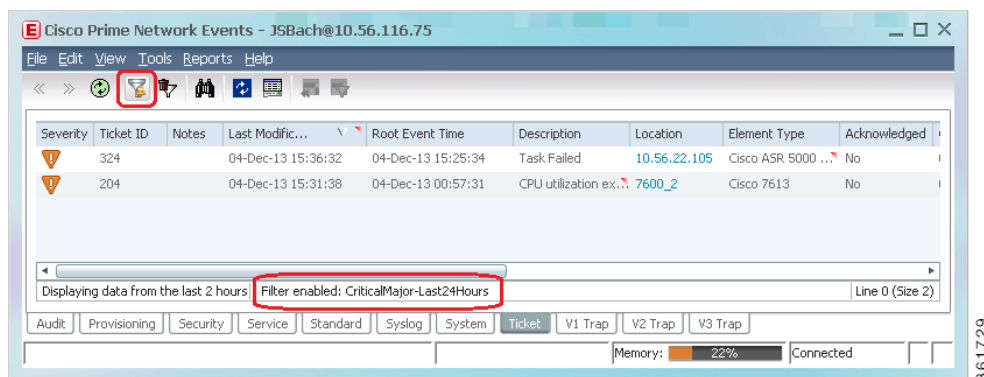 E Cisco Prime Network Events - JSBach@10.56.116.75
File Edit View Tools Reports Help
Severity Ticket ID Notes Last Modific... Root Event Time Description Location Element Type Acknowledged
324 04-Dec-13 15:36:32 04-Dec-13 15:25:34 Task Failed 10.56.22.105 Cisco ASR 5000 ... No
204 04-Dec-13 15:31:38 04-Dec-13 00:57:31 CPU utilization ex... 7600_2 Cisco 7613 No
Displaying data from the last 2 hours Filter enabled: CriticalMajor-Last24Hours Line 0 (Size 2)
Audit Provisioning Security Service Standard Syslog System Ticket V1 Trap V2 Trap V3 Trap
Memory: 22% Connected
361729